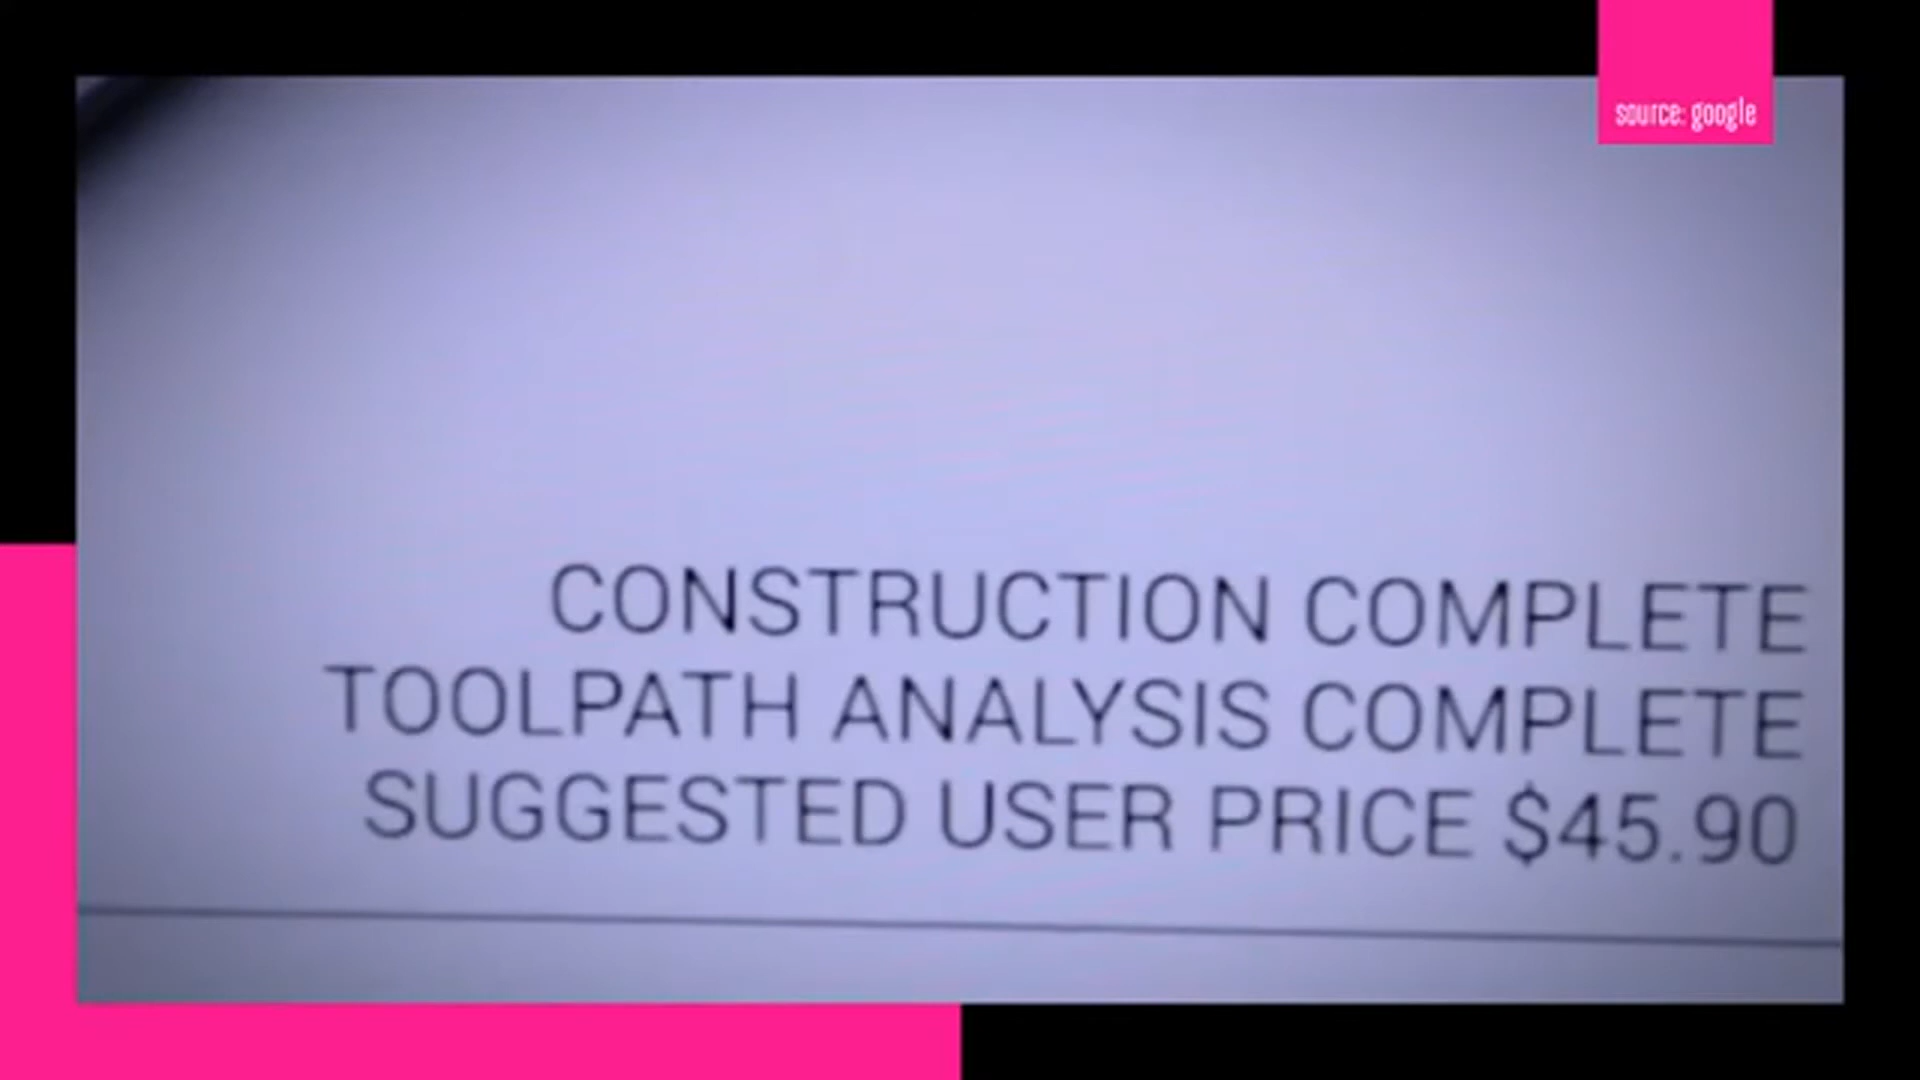 source: google
CONSTRUCTION COMPLETE
TOOLPATH ANALYSIS COMPLETE
SUGGESTED USER PRICE $45.90